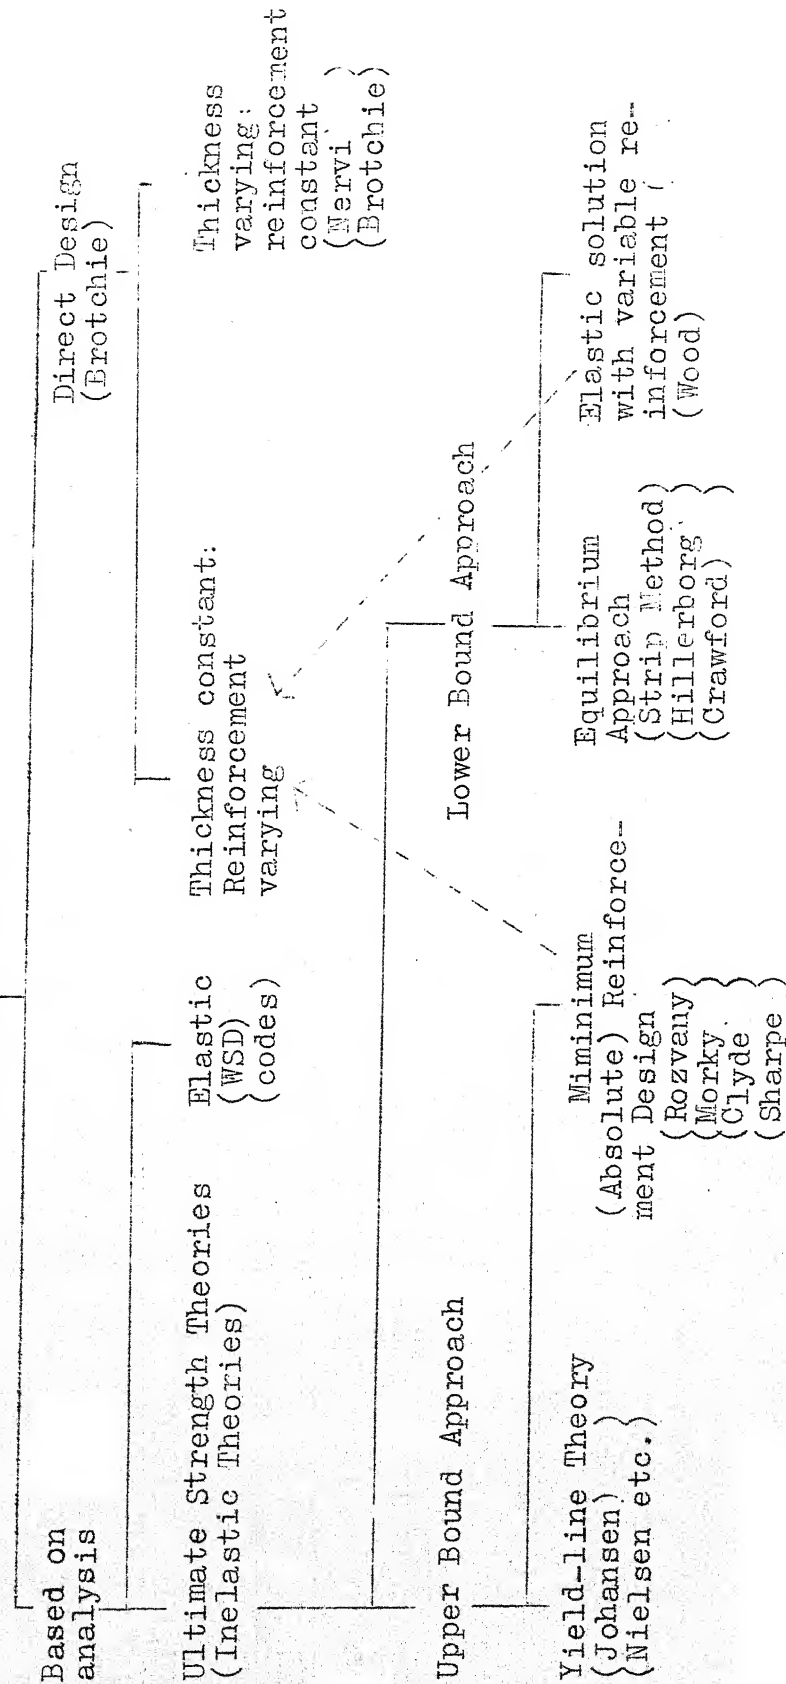 Based on
analysis
Direct Design
(Brotchie)
Ultimate Strength Theories
(Inelastic Theories)
Elastic
(WSD)
(codes)
Thickness constant:
Reinforcement
varying
Thickness
varying:
reinforcement
constant
(Nervi )
(Brotchie)
Upper Bound Approach
Lower Bound Approach
Yield-line Theory
(Johansen)
(Nielsen etc.)
Miminimum
(Absolute) Reinforce-
ment Design
(Rozvany)
(Morky )
(Clyde )
(Sharpe )
Equilibrium
Approach
(Strip Method)
(Hillerborg )
(Crawford )
Elastic solution
with variable re-
inforcement (
(Wood)